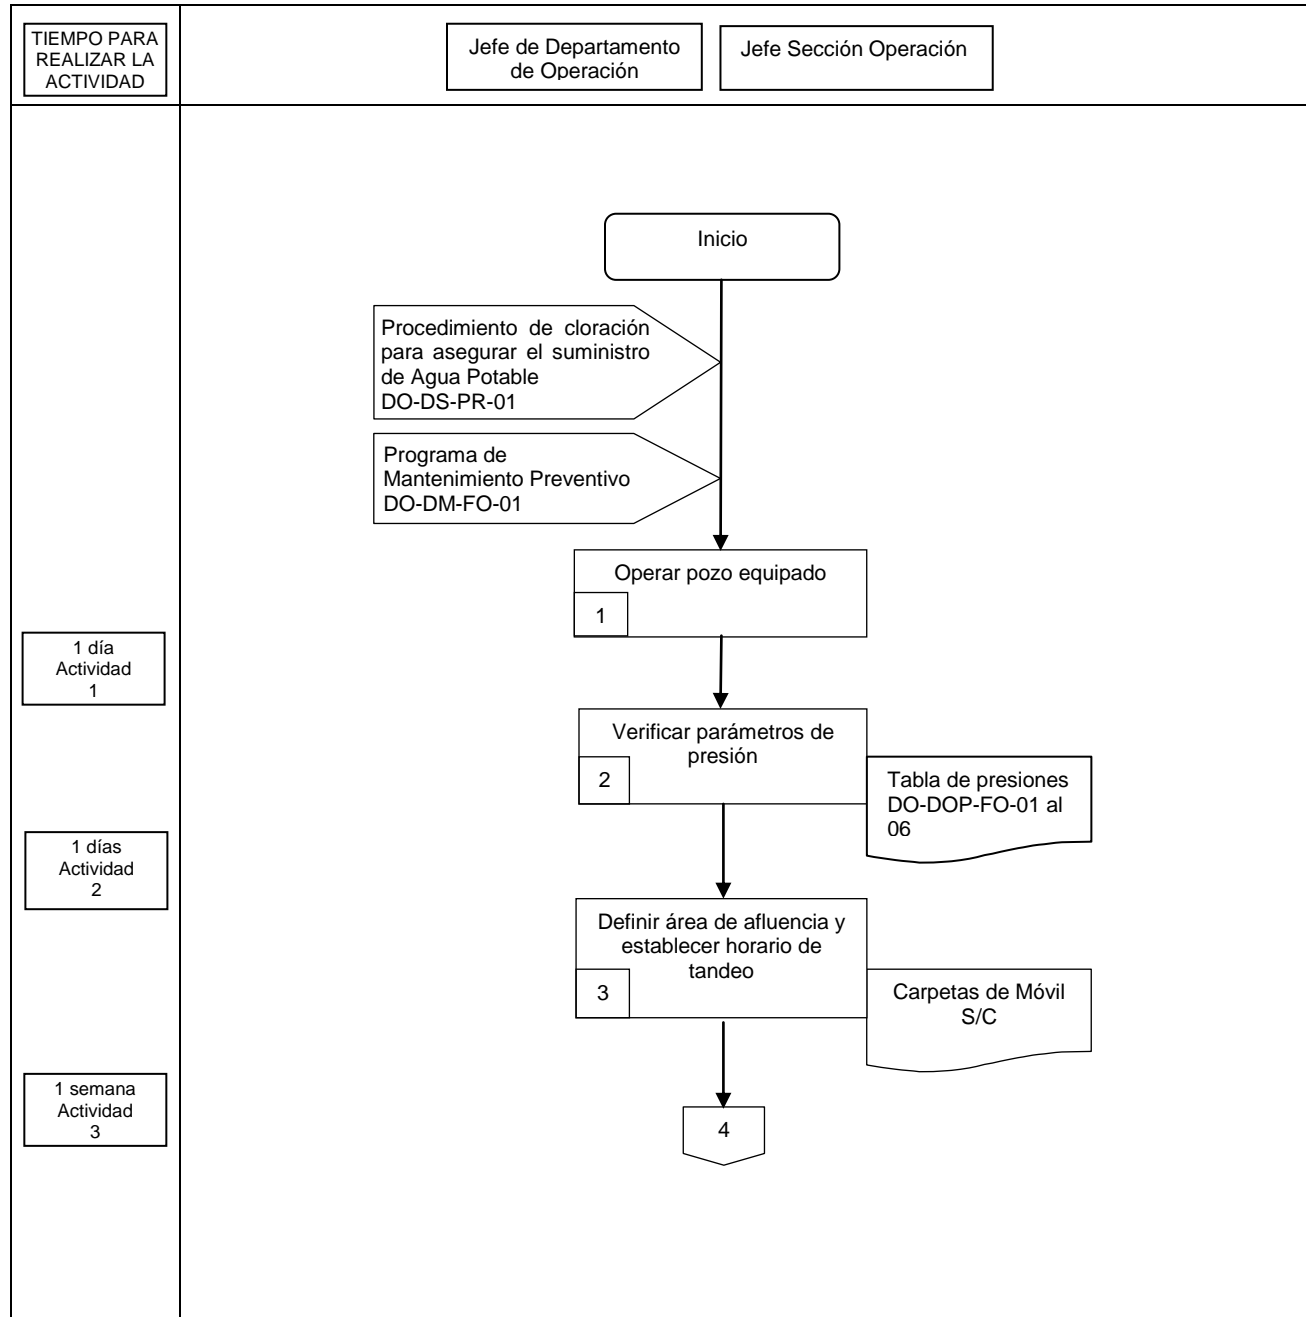 TIEMPO PARA
REALIZAR LA
ACTIVIDAD
Jefe de Departamento
de Operación
Jefe Sección Operación
Inicio
Procedimiento de cloración
para asegurar el suministro
de Agua Potable
DO-DS-PR-01
Programa de
Mantenimiento Preventivo
DO-DM-FO-01
Operar pozo equipado
1
1 día
Actividad
1
Verificar parámetros de
presión
2
Tabla de presiones
DO-DOP-FO-01 al
06
1 días
Actividad
2
Definir área de afluencia y
establecer horario de
tandeo
3
Carpetas de Móvil
S/C
1 semana
Actividad
3
4